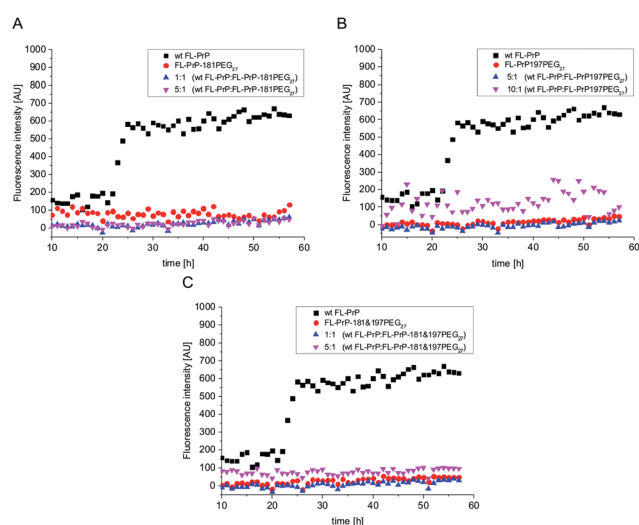 A
1000
900
800
700
600
500
400
300
200
100
0
Fluorescence intensity [AU]
wt FL-PrP
FL-PrP-181PEG27
1:1 (wt FL-PrP:FL-PrP-181PEG27)
5:1 (wt FL-PrP:FL-PrP-181PEG27)
10 20 30 40 50 60
time [h]
B
1000
900
800
700
600
500
400
300
200
100
0
Fluorescence intensity [AU]
wt FL-PrP
FL-PrP197PEG27
5:1 (wt FL-PrP:FL-PrP197PEG27)
10:1 (wt FL-PrP:FL-PrP197PEG27)
10 20 30 40 50 60
time [h]
C
1000
900
800
700
600
500
400
300
200
100
0
Fluorescence intensity [AU]
wt FL-PrP
FL-PrP-181&197PEG27
1:1 (wt FL-PrP:FL-PrP-181&197PEG27)
5:1 (wt FL-PrP:FL-PrP-181&197PEG27)
10 20 30 40 50 60
time [h]